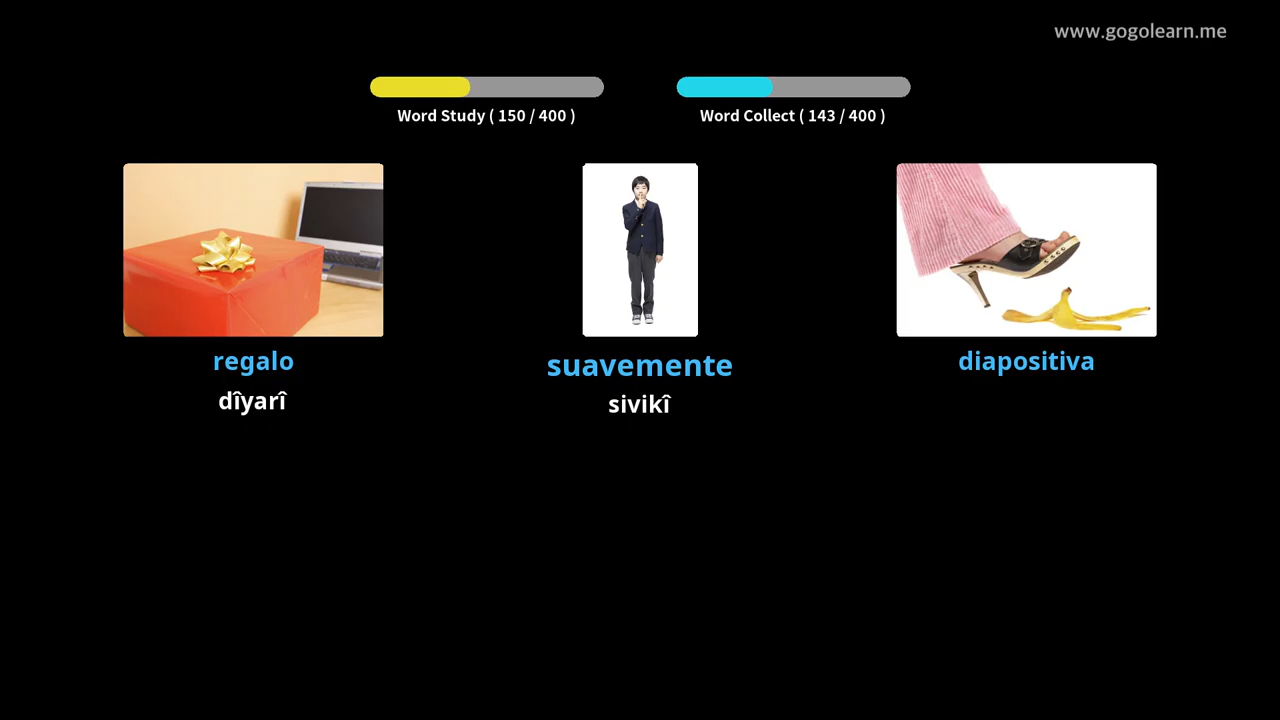 www.gogolearn.me
Word Study ( 150 / 400 )
Word Collect ( 143 / 400 )
regalo
dîyarî
suavemente
sivikî
diapositiva